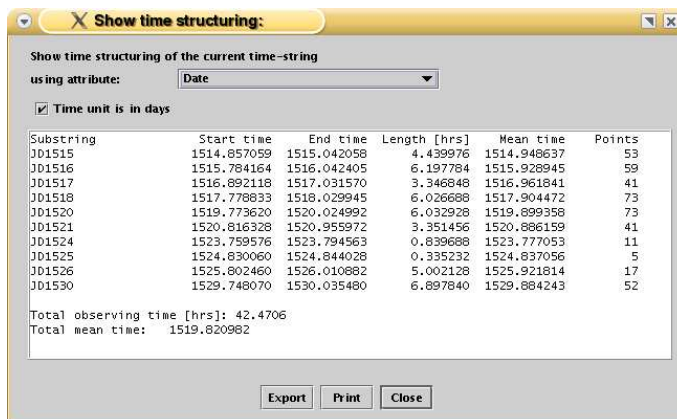 Show time structuring:
Show time structuring of the current time-string
using attribute: Date
Time unit is in days
Substring Start time End time Length [hrs] Mean time Points
JD1515 1514.857059 1515.042058 4.439976 1514.948637 53
JD1516 1515.784164 1516.042405 6.197784 1515.928945 59
JD1517 1516.892118 1517.031570 3.346848 1516.961841 41
JD1518 1517.778833 1518.029945 6.026688 1517.904472 73
JD1520 1519.773620 1520.024992 6.032928 1519.899358 73
JD1521 1520.816328 1520.955972 3.351456 1520.886159 41
JD1524 1523.759576 1523.794563 0.839688 1523.777053 11
JD1525 1524.830060 1524.844028 0.335232 1524.837056 5
JD1526 1525.802460 1526.010882 5.002128 1525.921814 17
JD1530 1529.748070 1530.035480 6.897840 1529.884243 52
Total observing time [hrs]: 42.4706
Total mean time: 1519.820982
Export Print Close